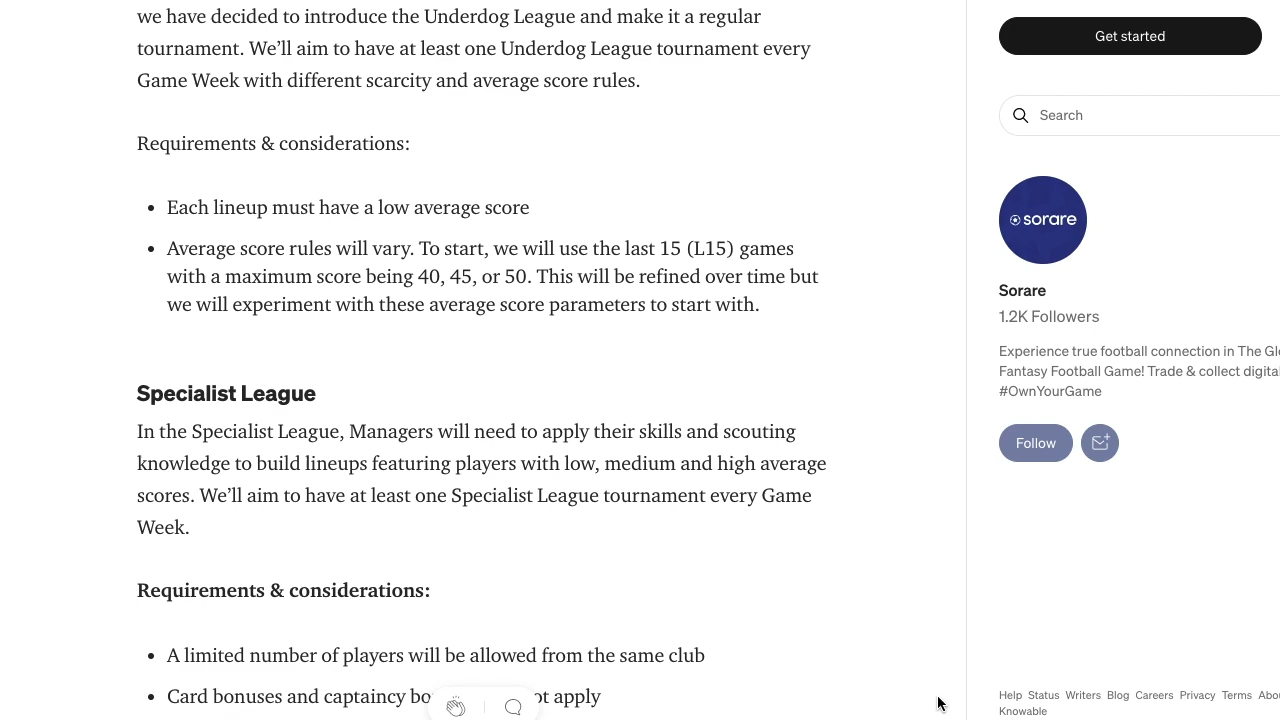 we have decided to introduce the Underdog League and make it a regular
tournament. We’ll aim to have at least one Underdog League tournament every
Game Week with different scarcity and average score rules.
Requirements & considerations:
• Each lineup must have a low average score
• Average score rules will vary. To start, we will use the last 15 (L15) games
with a maximum score being 40, 45, or 50. This will be refined over time but
we will experiment with these average score parameters to start with.
Specialist League
In the Specialist League, Managers will need to apply their skills and scouting
knowledge to build lineups featuring players with low, medium and high average
scores. We’ll aim to have at least one Specialist League tournament every Game
Week.
Requirements & considerations:
• A limited number of players will be allowed from the same club
• Card bonuses and captaincy apply
Get started
Search
sorare
Sorare
1.2K Followers
Experience true football connection in The
Fantasy Football Game! Trade & collect
#OwnYourGame
Follow
Help Status Writers Blog Careers Privacy Terms
Knowable